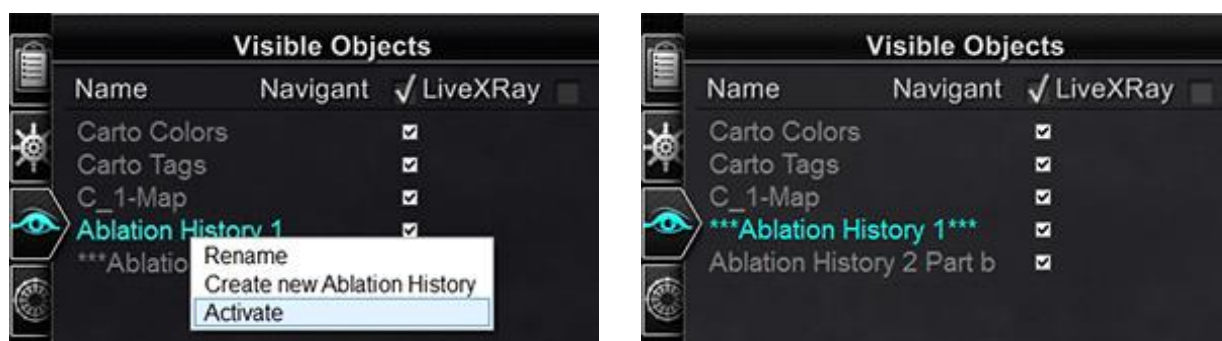 Visible Objects
Name Navigant LiveXRay
Carto Colors
Carto Tags
C_1-Map
Ablation History 1
***Ablatio
Rename
Create new Ablation History
Activate
Visible Objects
Name Navigant LiveXRay
Carto Colors
Carto Tags
C_1-Map
***Ablation History 1***
Ablation History 2 Part b